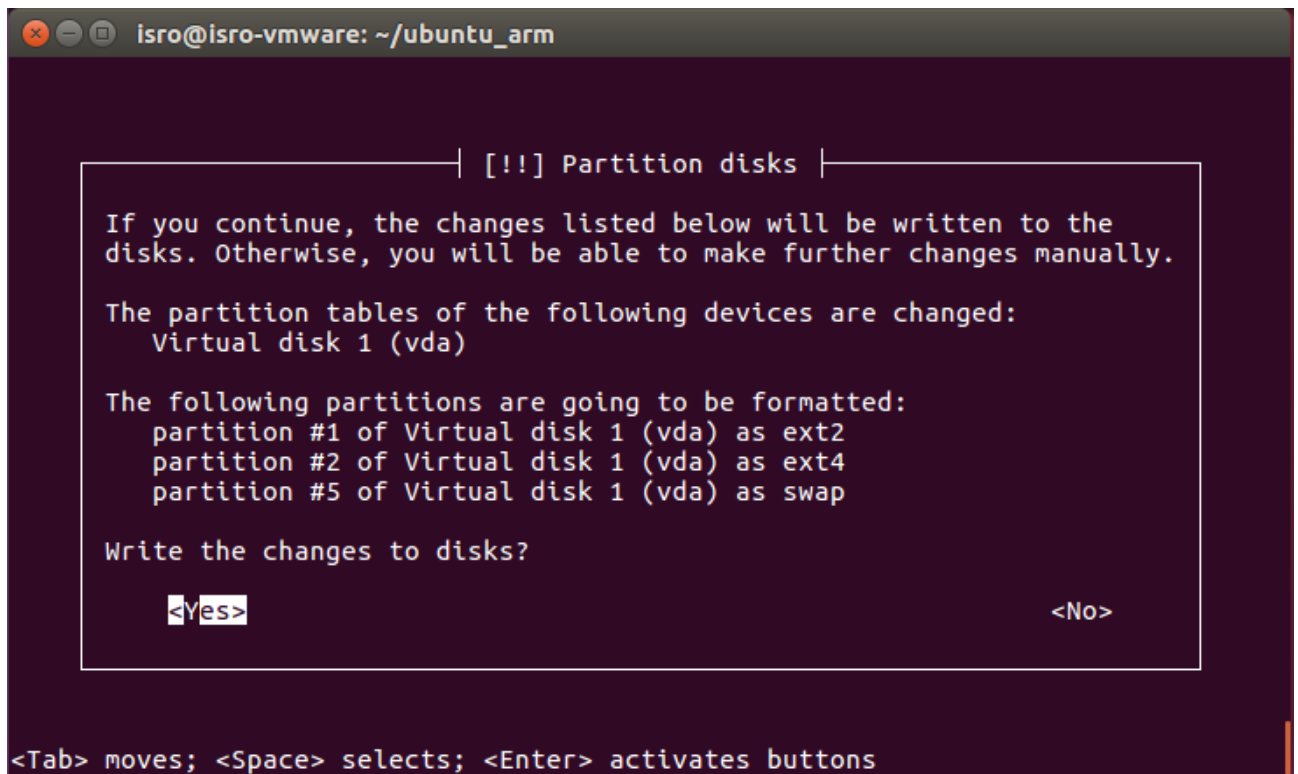 isro@isro-vmware: ~/ubuntu_arm
[!!] Partition disks
If you continue, the changes listed below will be written to the
disks. Otherwise, you will be able to make further changes manually.
The partition tables of the following devices are changed:
Virtual disk 1 (vda)
The following partitions are going to be formatted:
partition #1 of Virtual disk 1 (vda) as ext2
partition #2 of Virtual disk 1 (vda) as ext4
partition #5 of Virtual disk 1 (vda) as swap
Write the changes to disks?
<Yes> <No>
<Tab> moves; <Space> selects; <Enter> activates buttons